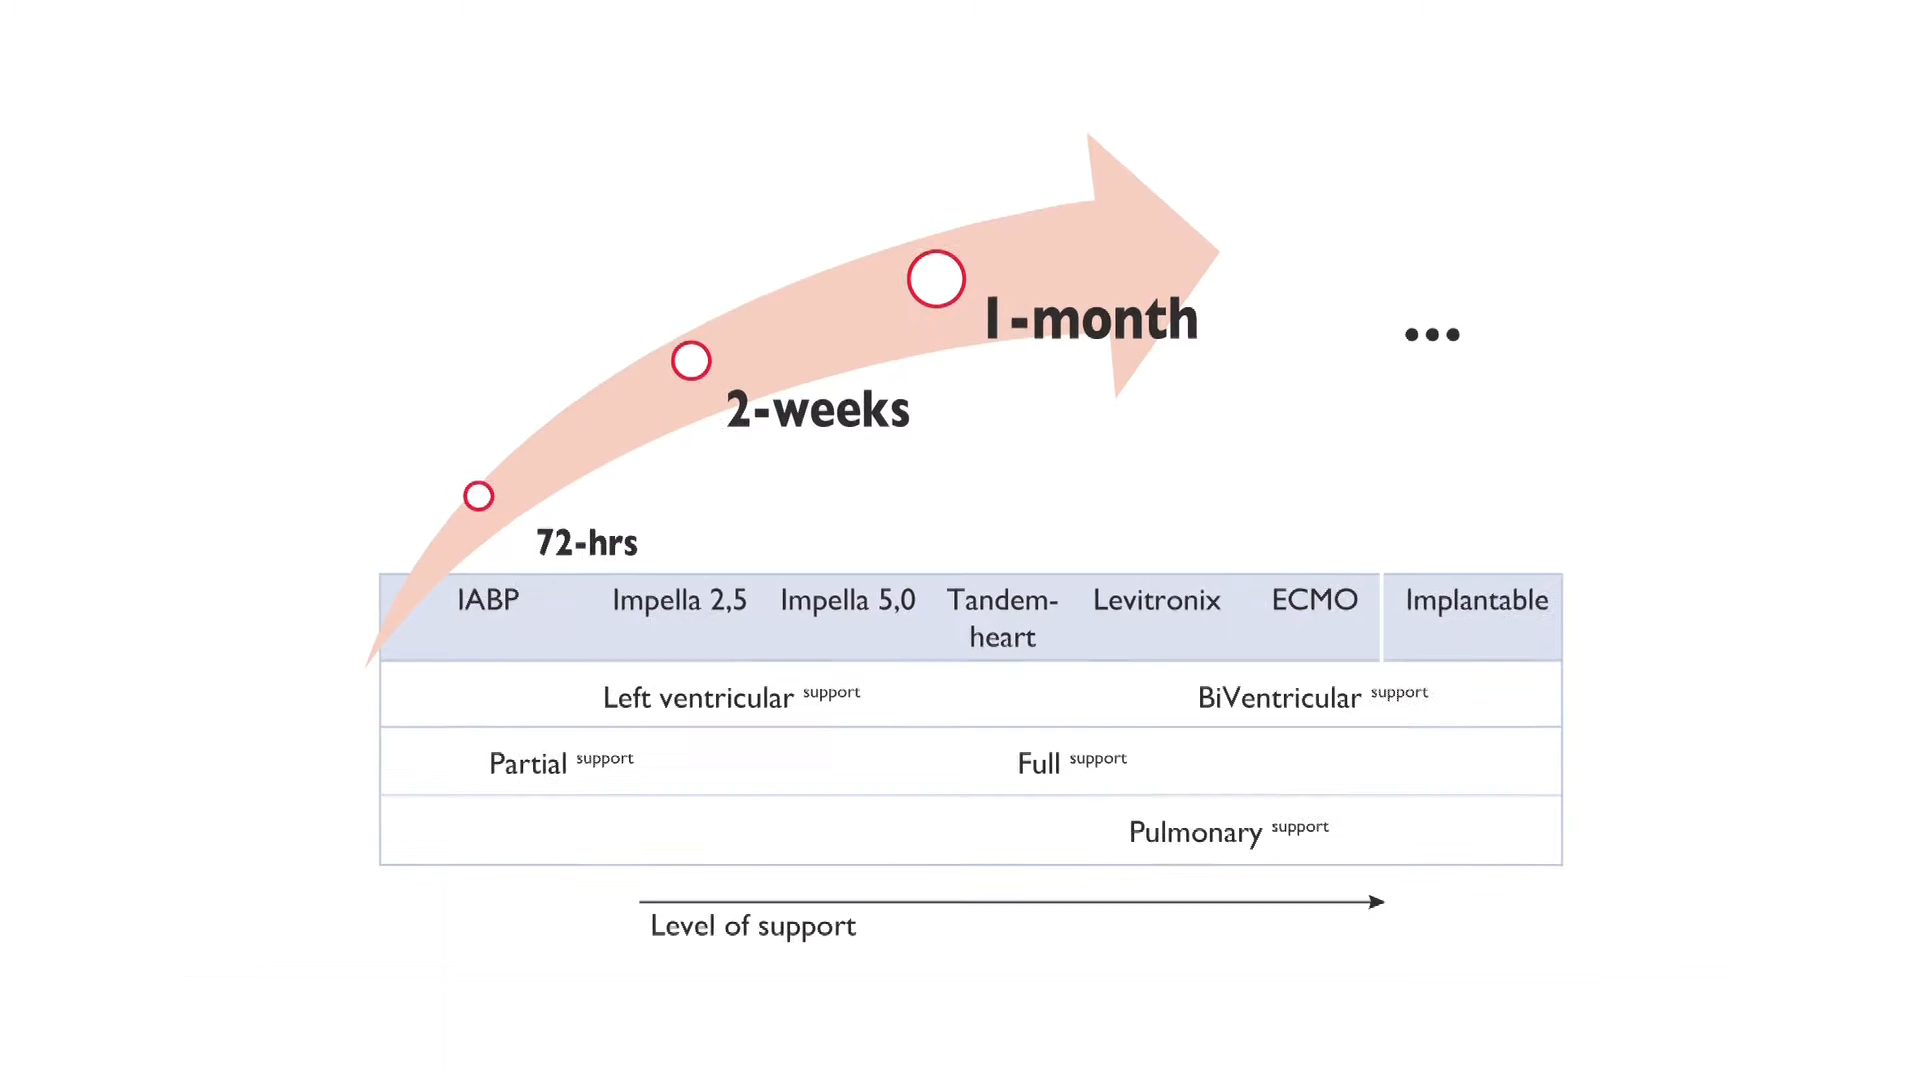 1-month
...
2-weeks
72-hrs
IABP Impella 2,5 Impella 5,0 Tandem-heart Levitronix ECMO Implantable
Left ventricular support BiVentricular support
Partial support Full support
Pulmonary support
Level of support